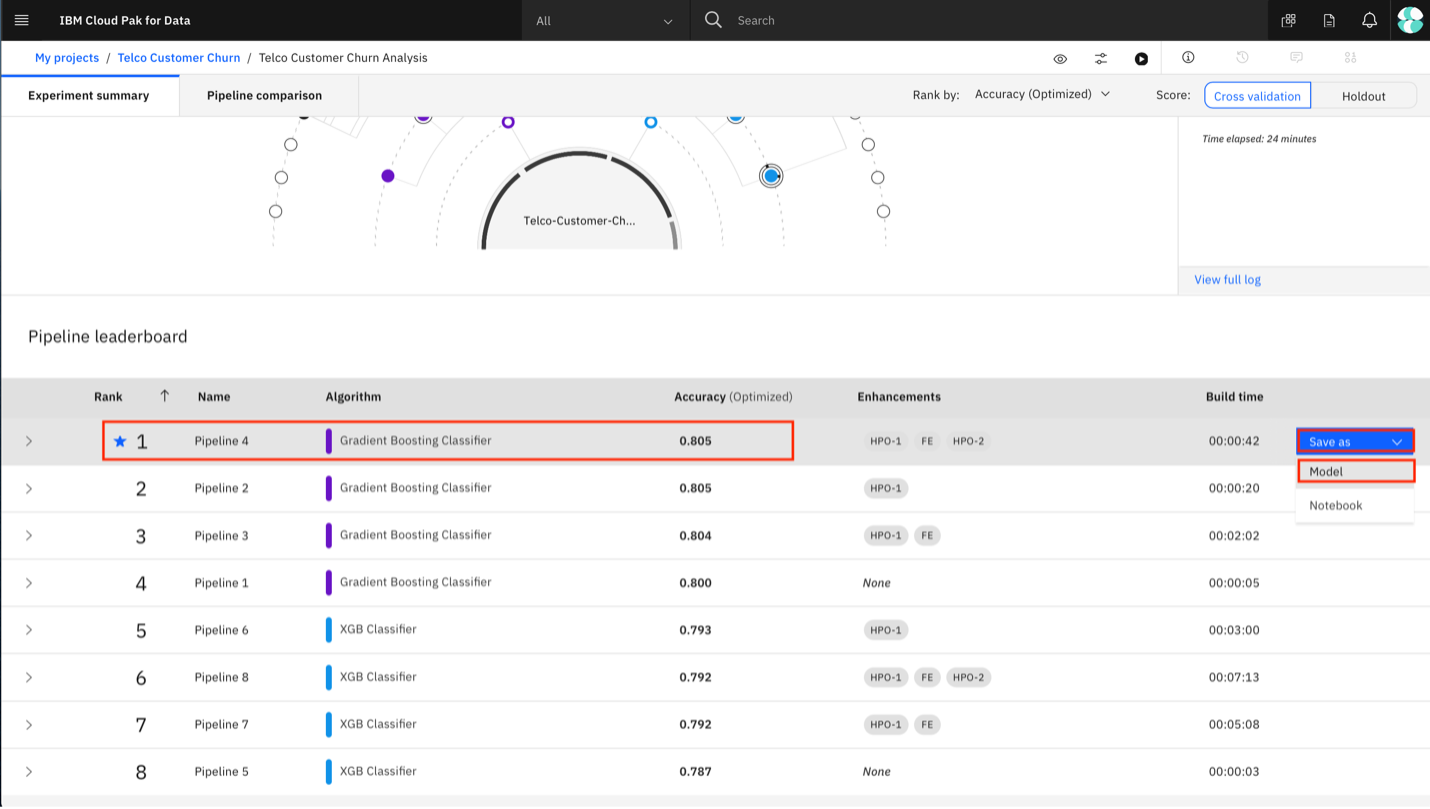 IBM Cloud Pak for Data All Search
My projects / Telco Customer Churn / Telco Customer Churn Analysis
Experiment summary Pipeline comparison Rank by: Accuracy (Optimized) Score: Cross validation Holdout
Time elapsed: 24 minutes
Telco-Customer-Ch...
View full log
Pipeline leaderboard
Rank Name Algorithm Accuracy (Optimized) Enhancements Build time
1 Pipeline 4 Gradient Boosting Classifier 0.805 HPO-1 FE HPO-2 00:00:42 Save as
Model
2 Pipeline 2 Gradient Boosting Classifier 0.805 HPO-1 00:00:20
Notebook
3 Pipeline 3 Gradient Boosting Classifier 0.804 HPO-1 FE 00:02:02
4 Pipeline 1 Gradient Boosting Classifier 0.800 None 00:00:05
5 Pipeline 6 XGB Classifier 0.793 HPO-1 00:03:00
6 Pipeline 8 XGB Classifier 0.792 HPO-1 FE HPO-2 00:07:13
7 Pipeline 7 XGB Classifier 0.792 HPO-1 FE 00:05:08
8 Pipeline 5 XGB Classifier 0.787 None 00:00:03